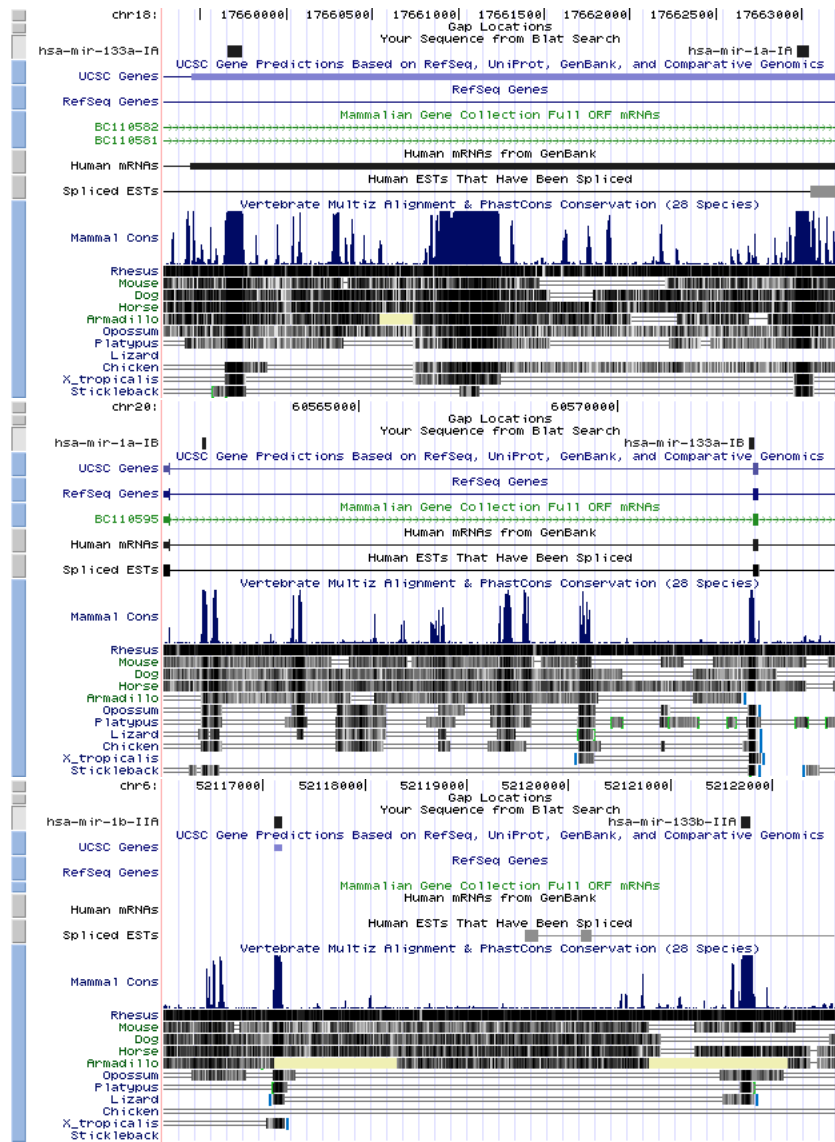 chr18: 17660000 17660500 17661000 17661500 17662000 17662500 17663000
Gap Locations
Your Sequence from Blat Search
hsa-mir-133a-IA hsa-mir-1a-IA
UCSC Gene Predictions Based on RefSeq, UniProt, GenBank, and Comparative Genomics
UCSC Genes
RefSeq Genes
RefSeq Genes
Mammalian Gene Collection Full ORF mRNAs
BC110582
BC110581
Human mRNAs from GenBank
Human mRNAs
Human ESTs That Have Been Spliced
Spliced ESTs
Vertebrate Multiz Alignment & PhastCons Conservation (28 Species)
Mammal Cons
Rhesus
Mouse
Dog
Horse
Armadillo
Opossum
Platypus
Lizard
Chicken
X_tropicalis
Stickleback
chr20: 60565000 60570000
Gap Locations
Your Sequence from Blat Search
hsa-mir-1a-IB hsa-mir-133a-IB
UCSC Gene Predictions Based on RefSeq, UniProt, GenBank, and Comparative Genomics
UCSC Genes
RefSeq Genes
RefSeq Genes
Mammalian Gene Collection Full ORF mRNAs
BC110595
Human mRNAs from GenBank
Human mRNAs
Human ESTs That Have Been Spliced
Spliced ESTs
Vertebrate Multiz Alignment & PhastCons Conservation (28 Species)
Mammal Cons
Rhesus
Mouse
Dog
Horse
Armadillo
Opossum
Platypus
Lizard
Chicken
X_tropicalis
Stickleback
chr6: 52117000 52118000 52119000 52120000 52121000 52122000
Gap Locations
Your Sequence from Blat Search
hsa-mir-1b-IIA hsa-mir-133b-IIA
UCSC Gene Predictions Based on RefSeq, UniProt, GenBank, and Comparative Genomics
UCSC Genes
RefSeq Genes
RefSeq Genes
Mammalian Gene Collection Full ORF mRNAs
Human mRNAs from GenBank
Human mRNAs
Human ESTs That Have Been Spliced
Spliced ESTs
Vertebrate Multiz Alignment & PhastCons Conservation (28 Species)
Mammal Cons
Rhesus
Mouse
Dog
Horse
Armadillo
Opossum
Platypus
Lizard
Chicken
X_tropicalis
Stickleback